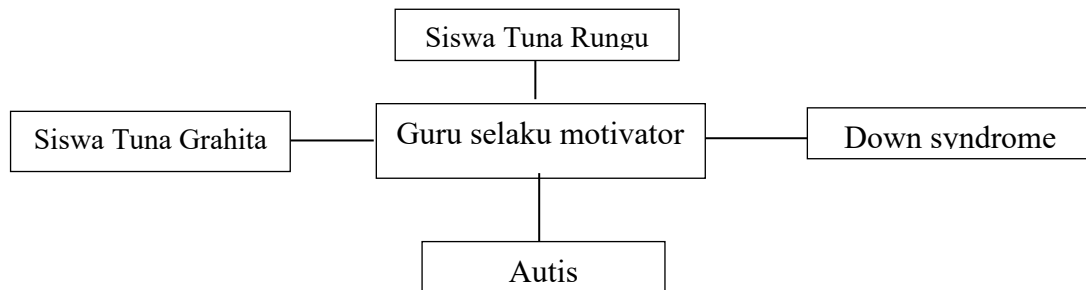 Siswa Tuna Rungu
Siswa Tuna Grahita
Guru selaku motivator
Down syndrome
Autis